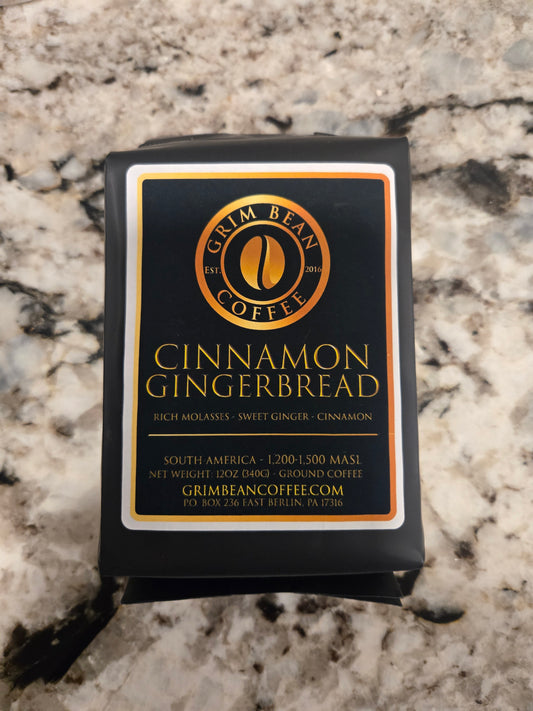 GRIM BEAN
EST. 2016
COFFEE
CINNAMON
GINGERBREAD
RICH MOLASSES - SWEET GINGER - CINNAMON
SOUTH AMERICA - 1,200-1,500 MASL
NET WEIGHT: 12OZ (340G) - GROUND COFFEE
GRIMBEANCOFFEE.COM
P.O. BOX 236 EAST BERLIN, PA 17316